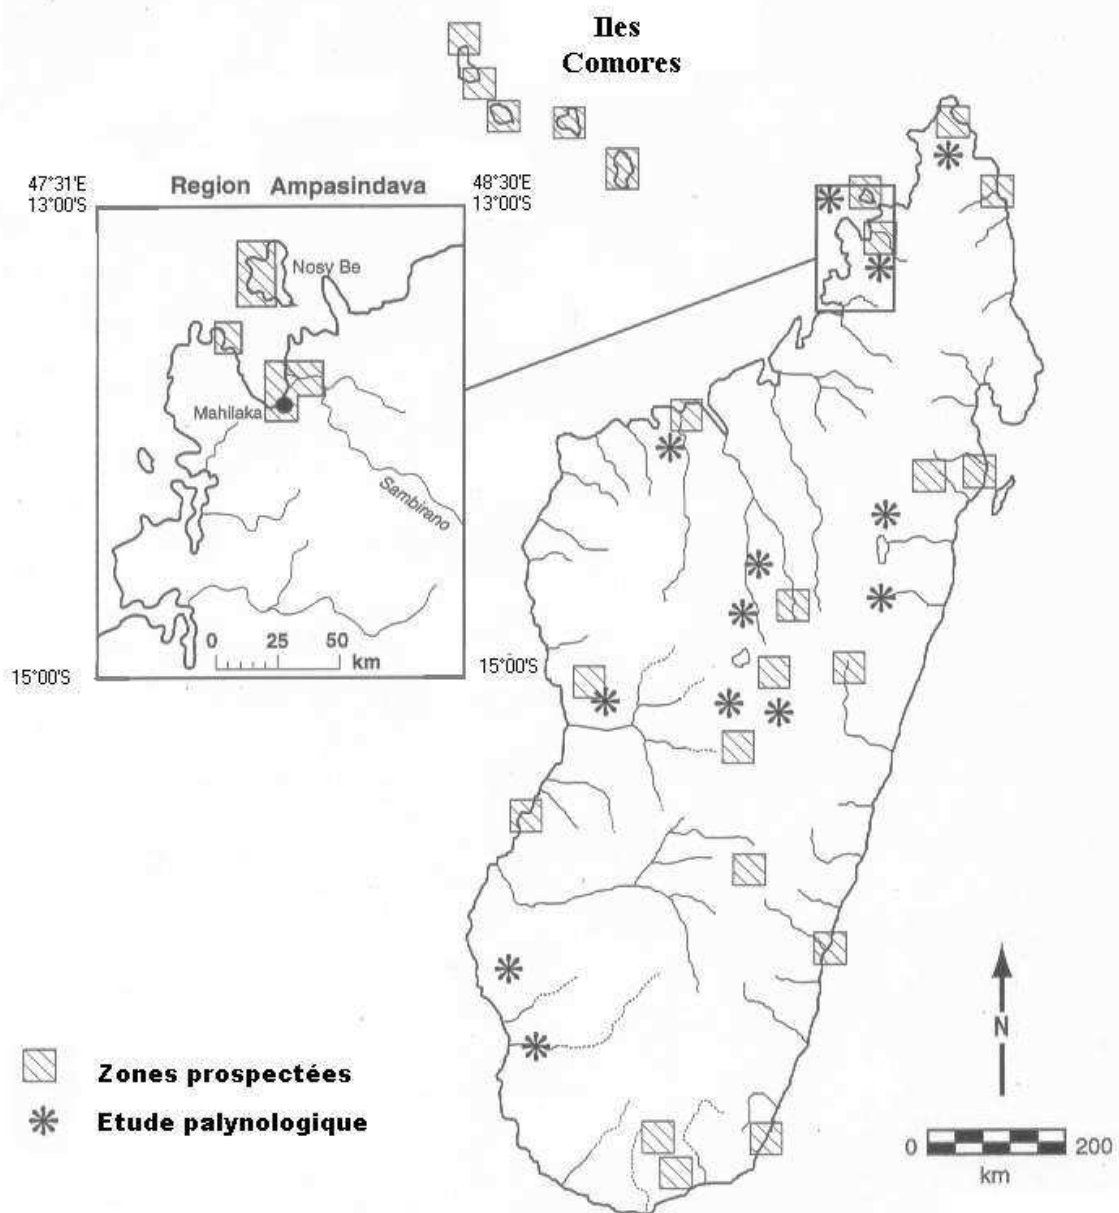 Iles
Comores
47°31'E
13°00'S
Region Ampasindava
48°30'E
13°00'S
Nosy Be
Mahilaka
Sambirano
0 25 50
km
15°00'S
15°00'S
N
Zones prospectées
Etude palynologique
0 200
km